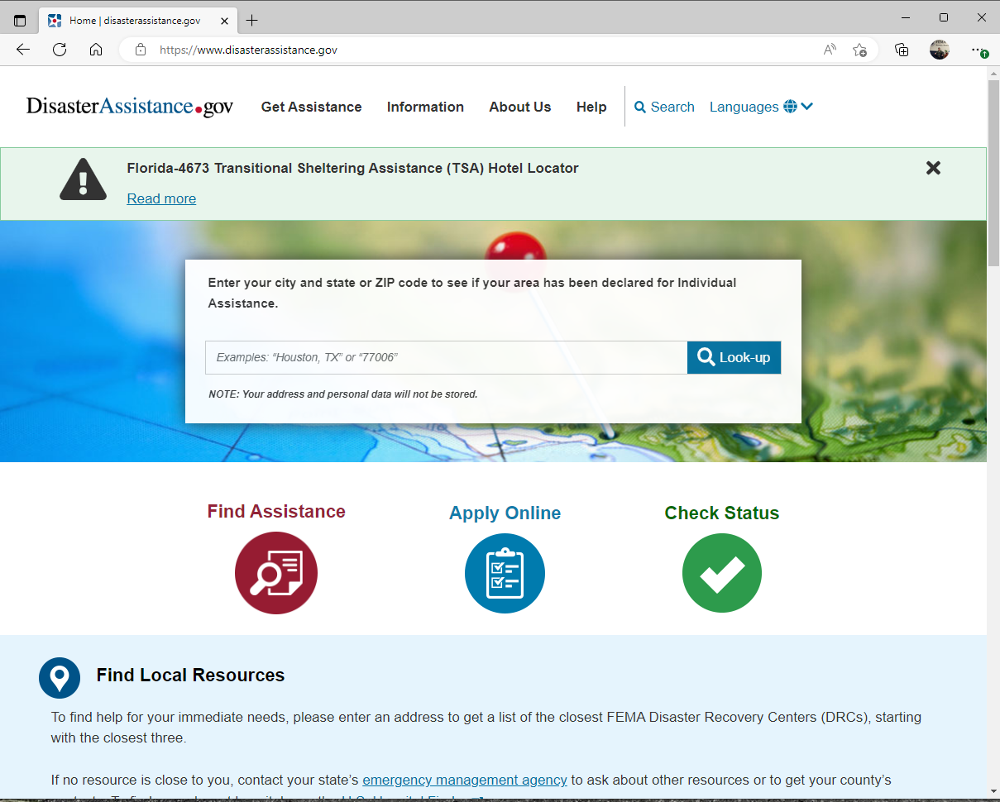 Home | disasterassistance.gov
https://www.disasterassistance.gov
DisasterAssistance.gov
Get Assistance
Information
About Us
Help
Search
Languages
Florida-4673 Transitional Sheltering Assistance (TSA) Hotel Locator
Read more
Enter your city and state or ZIP code to see if your area has been declared for Individual
Assistance.
Examples: “Houston, TX” or “77006”
Look-up
NOTE: Your address and personal data will not be stored.
Find Assistance
Apply Online
Check Status
Find Local Resources
To find help for your immediate needs, please enter an address to get a list of the closest FEMA Disaster Recovery Centers (DRCs), starting
with the closest three.
If no resource is close to you, contact your state’s emergency management agency to ask about other resources or to get your county’s